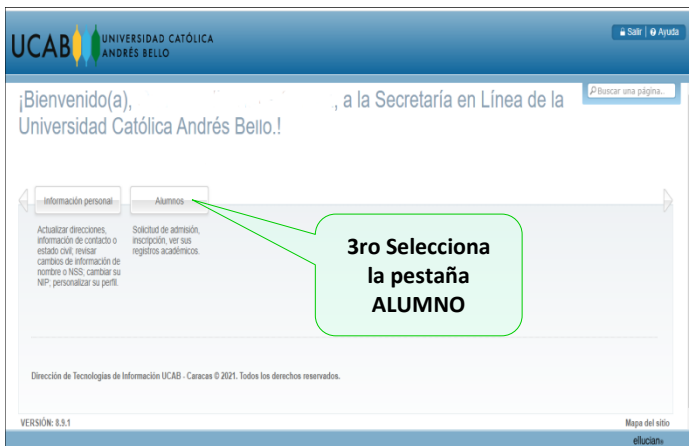 UCAB UNIVERSIDAD CATÓLICA
ANDRÉS BELLO
Salir | Ayuda
Buscar una página..
¡Bienvenido(a), , a la Secretaría en Línea de la
Universidad Católica Andrés Bello.!
Información personal
Alumnos
Actualizar direcciones,
información de contacto o
estado civil; revisar
cambios de información de
nombre o NSS; cambiar su
NIP; personalizar su perfil.
Solicitud de admisión,
inscripción, ver sus
registros académicos.
3ro Selecciona
la pestaña
ALUMNO
Dirección de Tecnologías de Información UCAB - Caracas © 2021. Todos los derechos reservados.
VERSIÓN: 8.9.1
Mapa del sitio
ellucian®